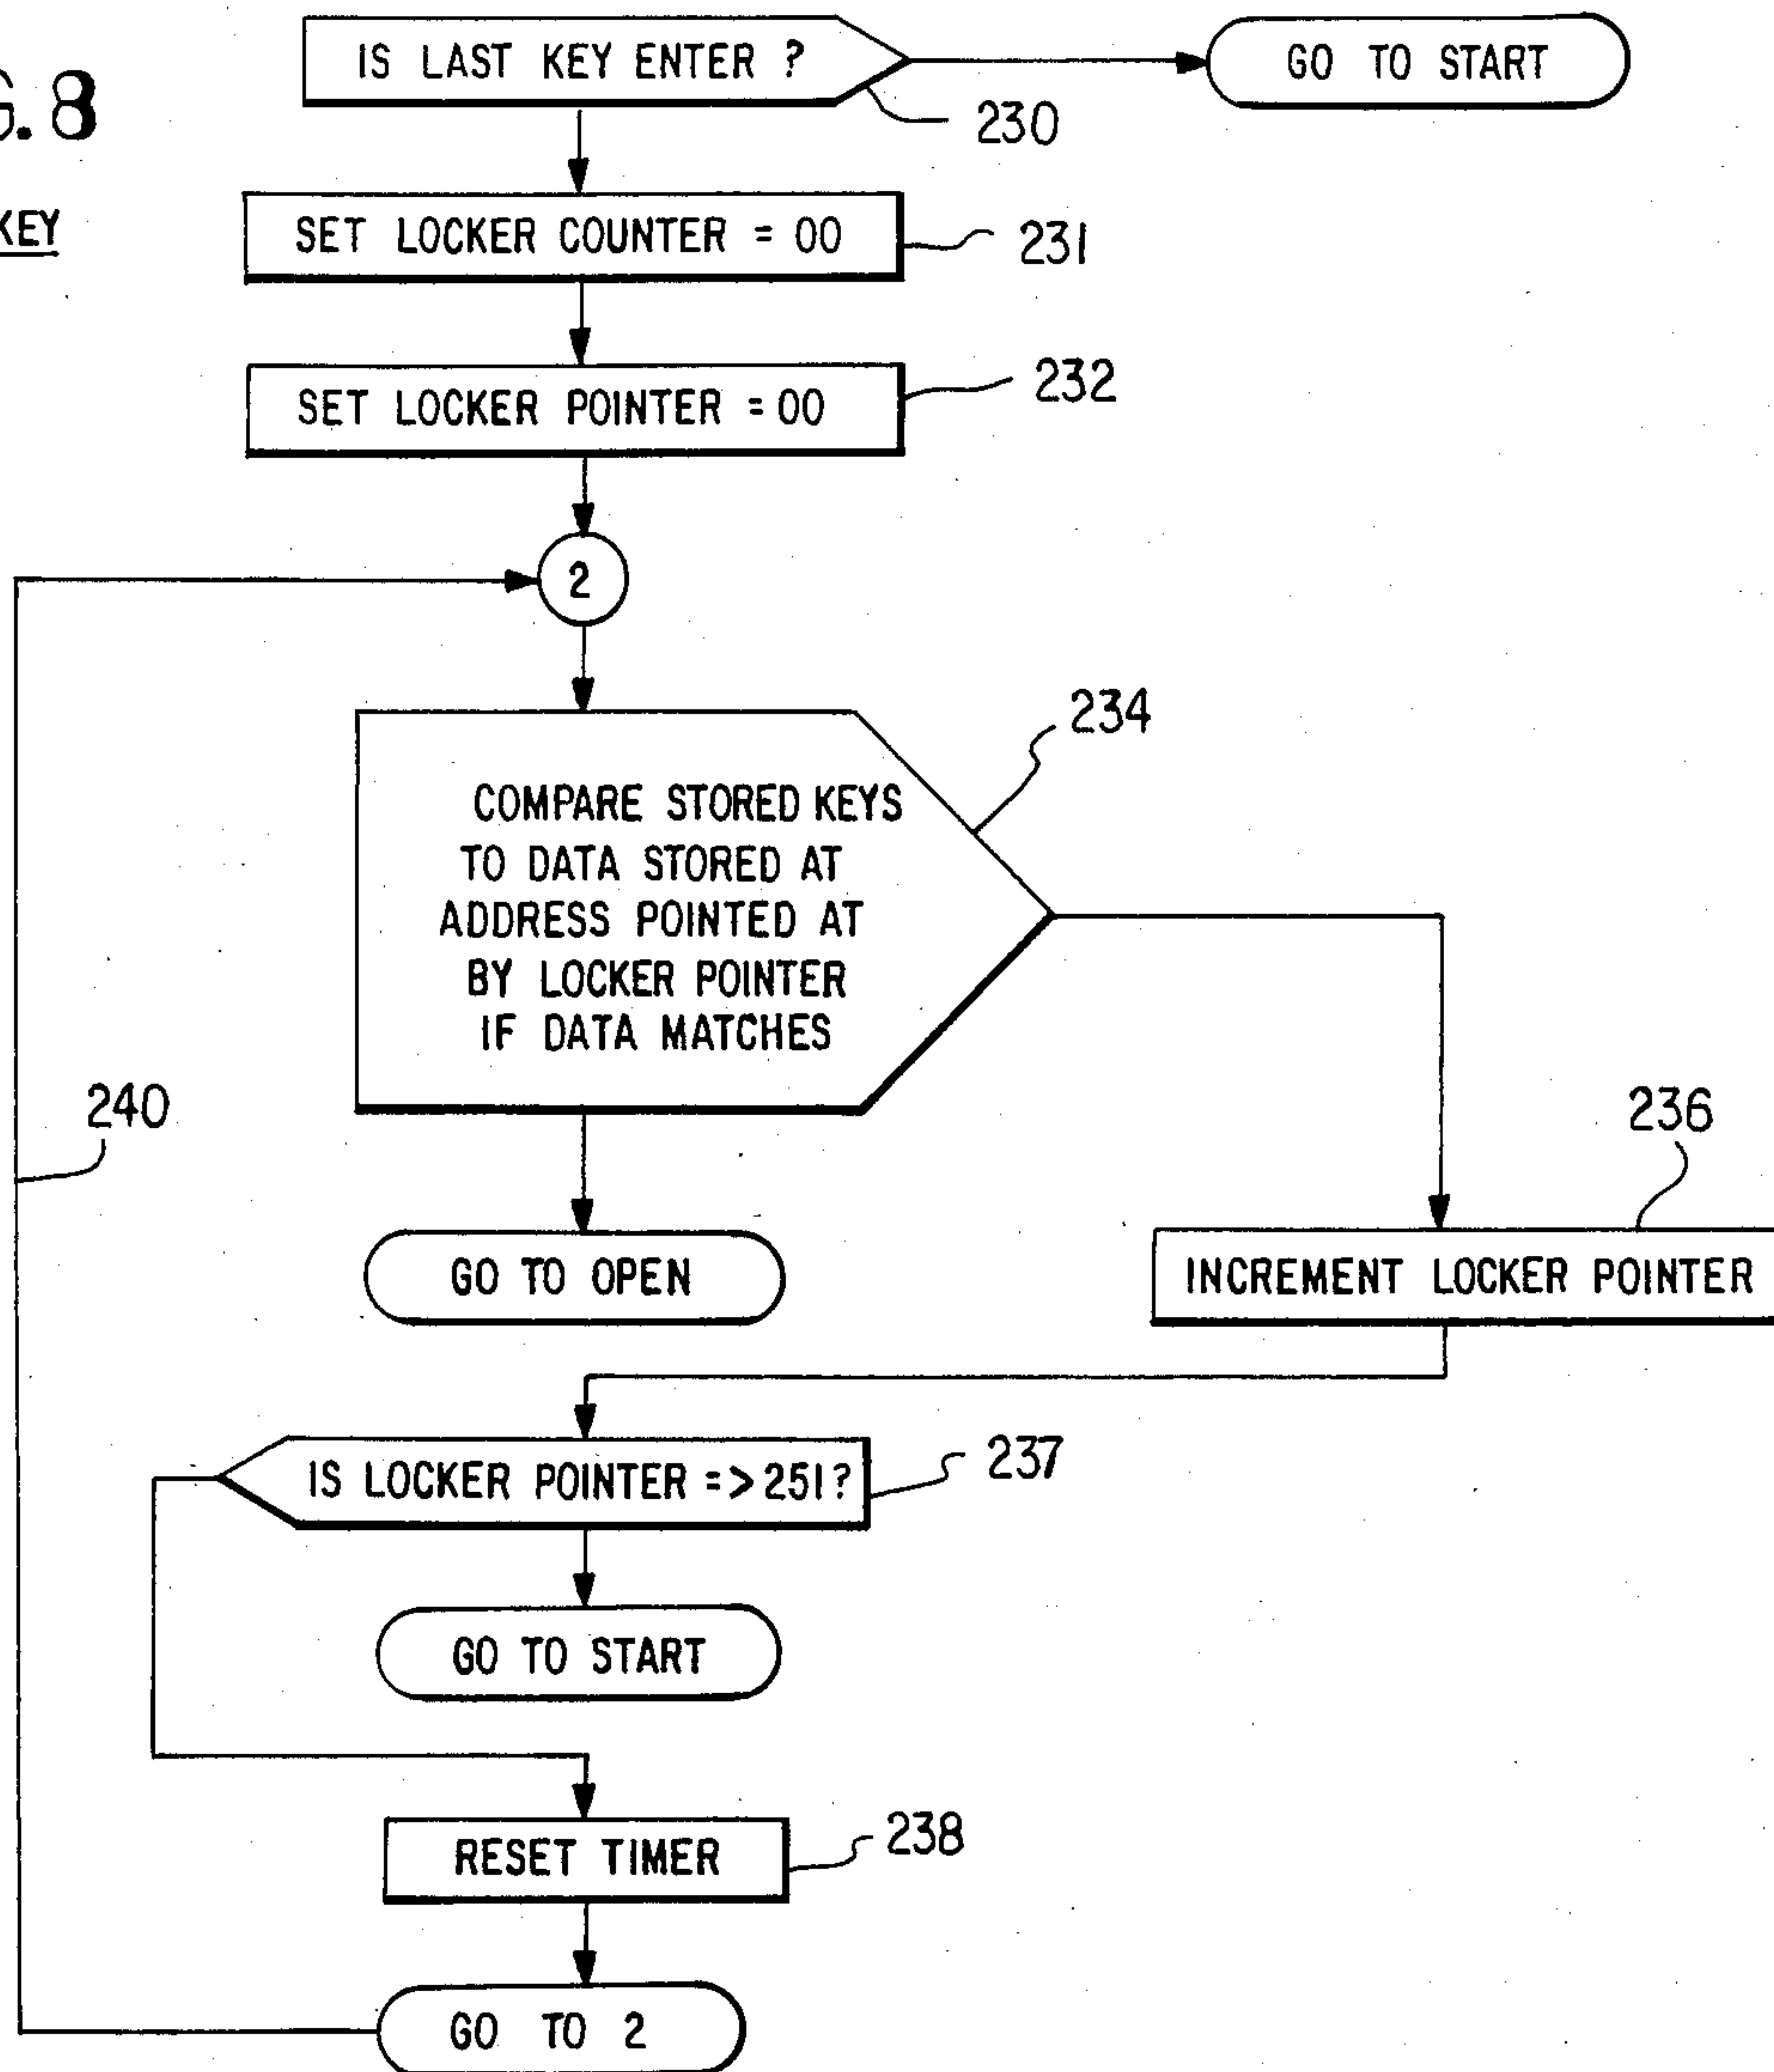 IS LAST KEY ENTER ?
GO TO START
G. 8
230
KEY
SET LOCKER COUNTER = 00
231
SET LOCKER POINTER = 00
232
2
234
COMPARE STORED KEYS
TO DATA STORED AT
ADDRESS POINTED AT
BY LOCKER POINTER
IF DATA MATCHES
240
236
GO TO OPEN
INCREMENT LOCKER POINTER
IS LOCKER POINTER = > 251 ?
237
GO TO START
RESET TIMER
238
GO TO 2